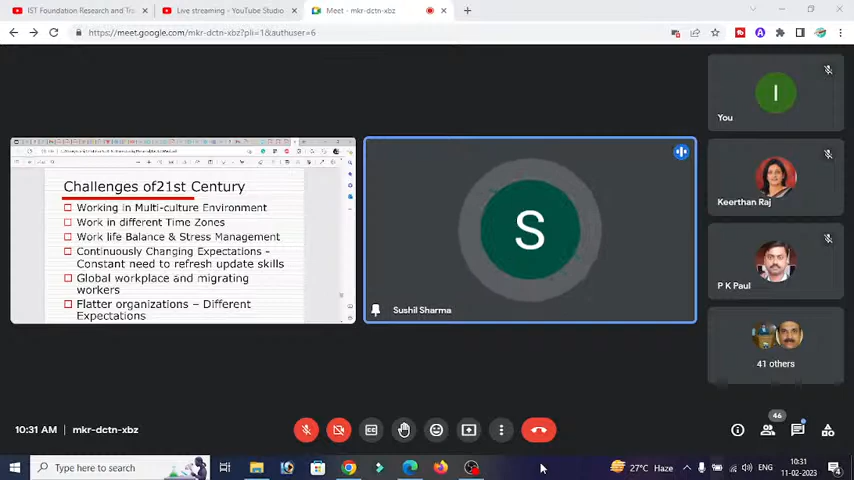 IST Foundation Research and Tra
Live streaming - YouTube Studio
Meet - mkr-dctn-xbz
https://meet.google.com/mkr-dctn-xbz?pli=1&authuser=6
Challenges of21st Century
Working in Multi-culture Environment
Work in different Time Zones
Work life Balance & Stress Management
Continuously Changing Expectations -
Constant need to refresh update skills
Global workplace and migrating
workers
Flatter organizations – Different
Expectations
S
Sushil Sharma
I
You
Keerthan Raj
P K Paul
41 others
10:31 AM | mkr-dctn-xbz
46
Type here to search
27°C Haze
ENG
10:31
11-02-2023
4